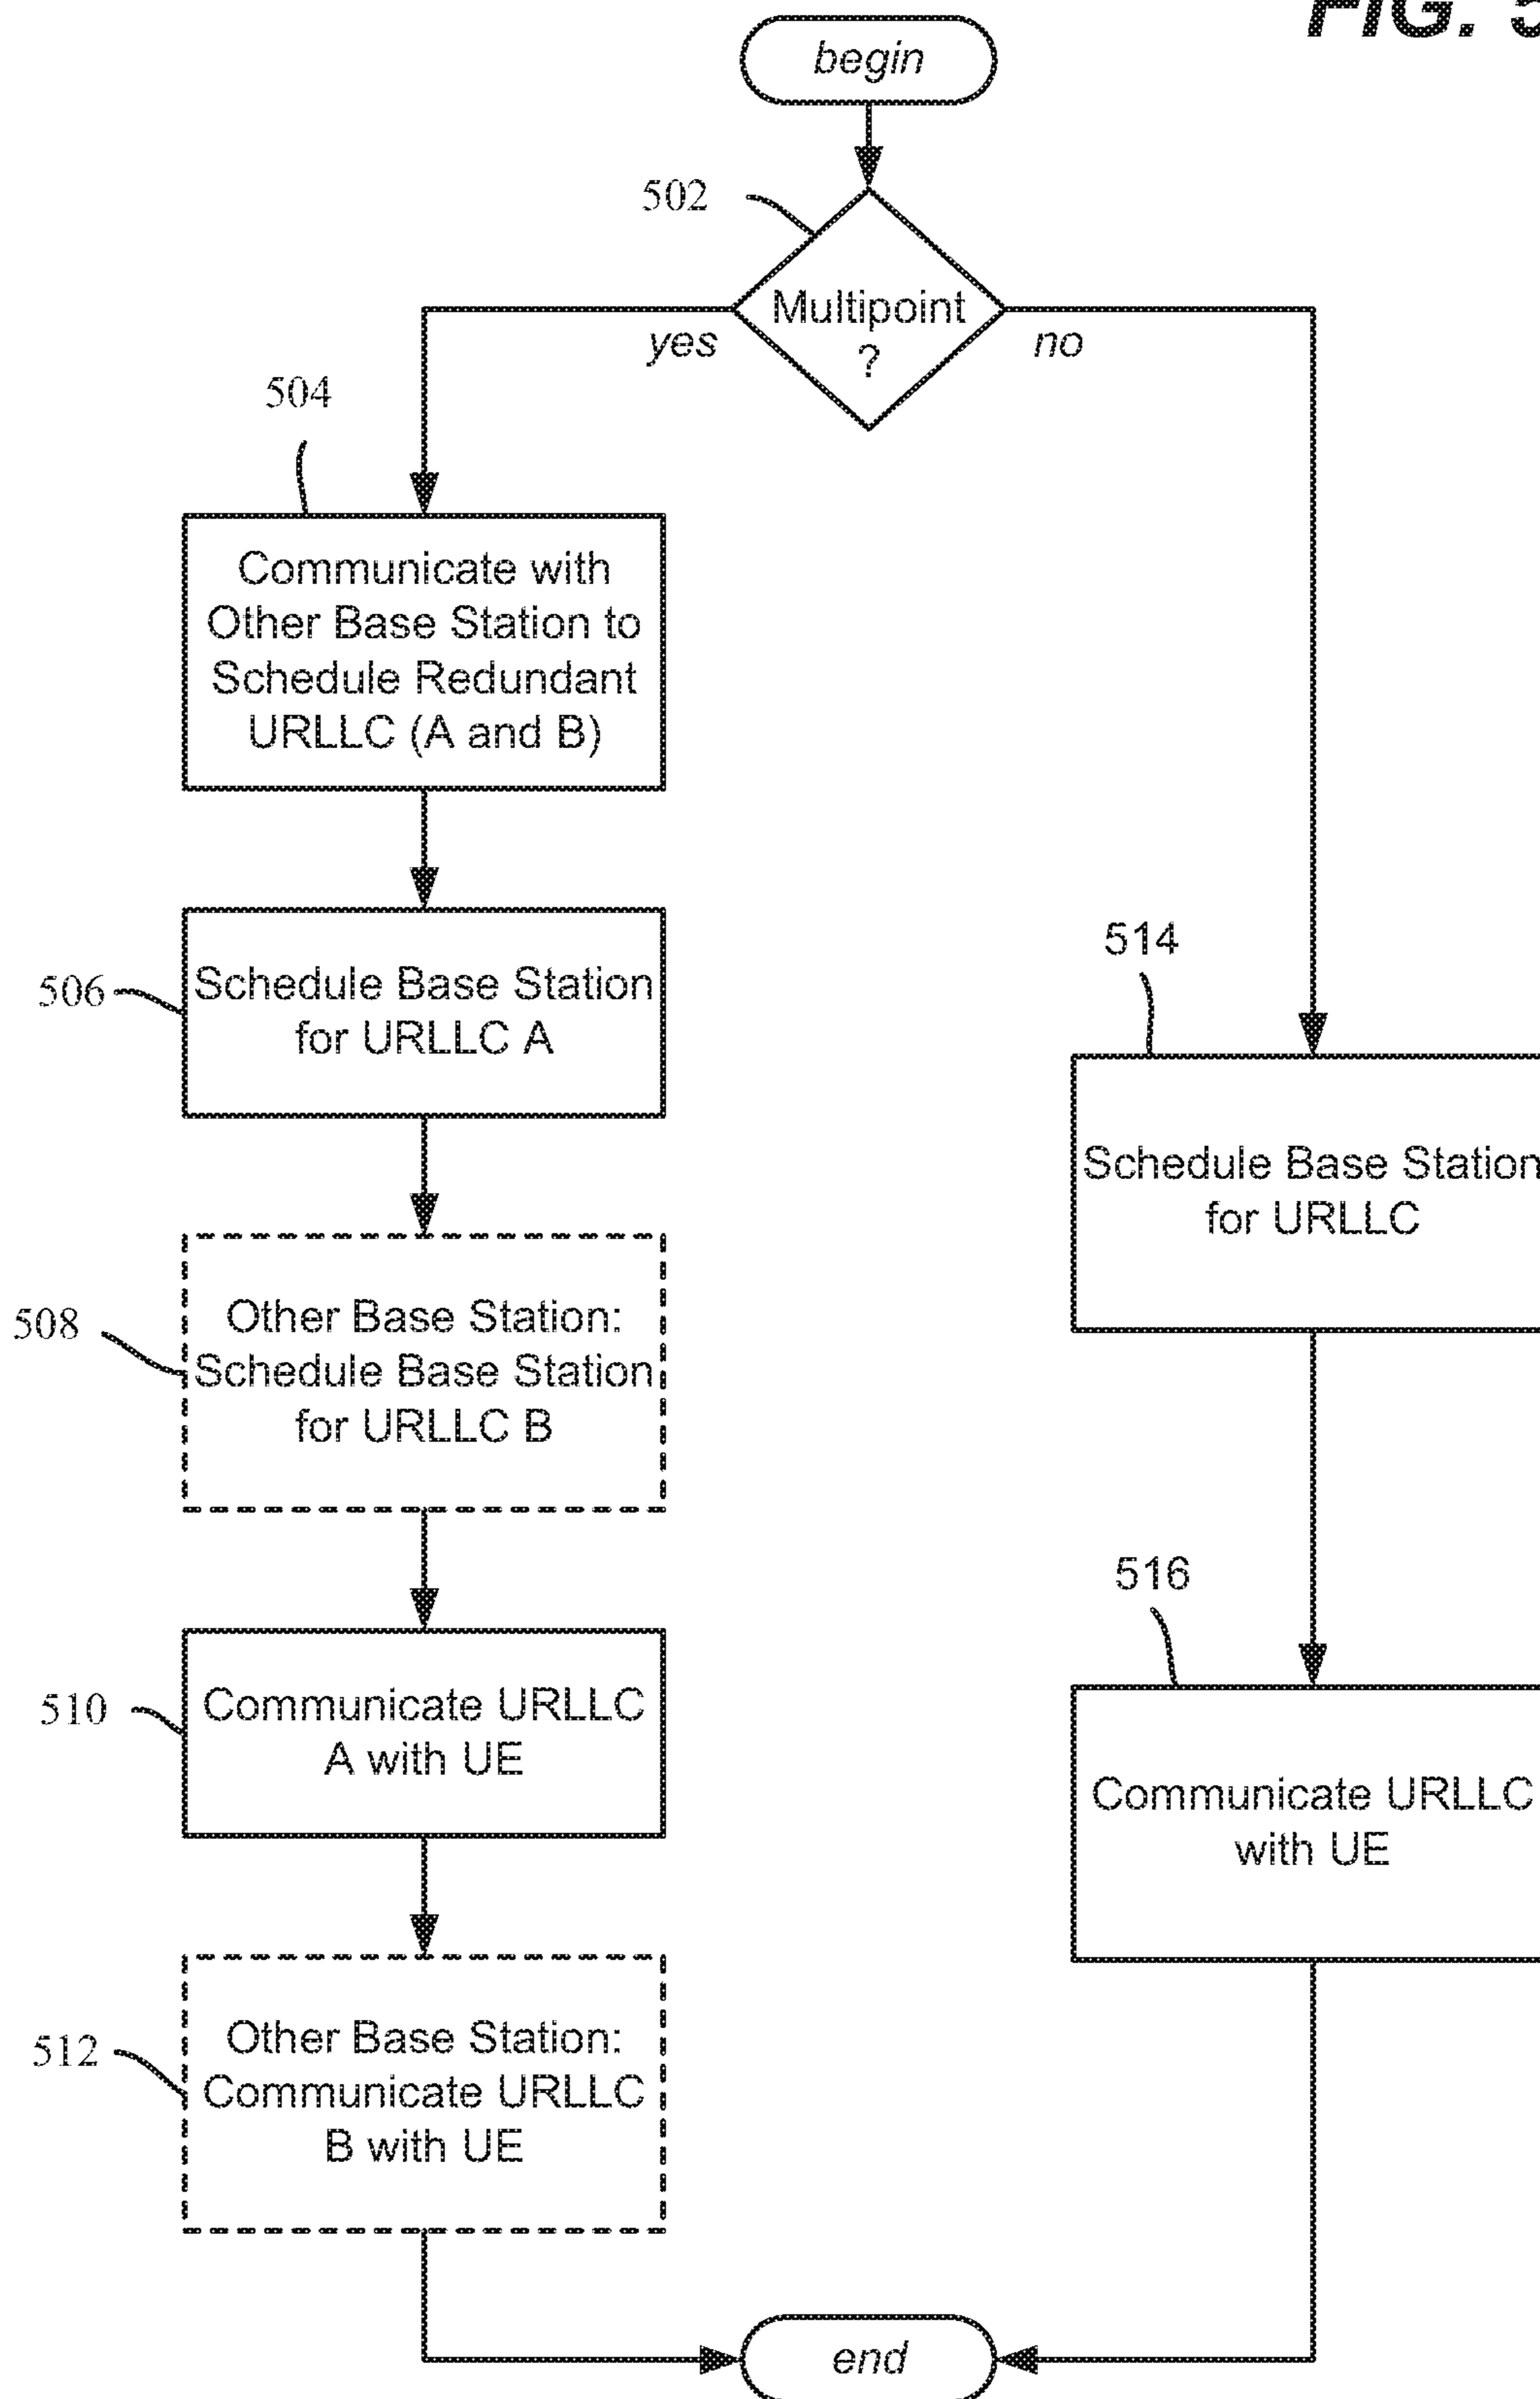 FIG. 5
begin
502
Multipoint
?
yes
no
504
Communicate with
Other Base Station to
Schedule Redundant
URLLC (A and B)
506
Schedule Base Station
for URLLC A
508
Other Base Station:
Schedule Base Station
for URLLC B
510
Communicate URLLC
A with UE
512
Other Base Station:
Communicate URLLC
B with UE
514
Schedule Base Station
for URLLC
516
Communicate URLLC
with UE
end